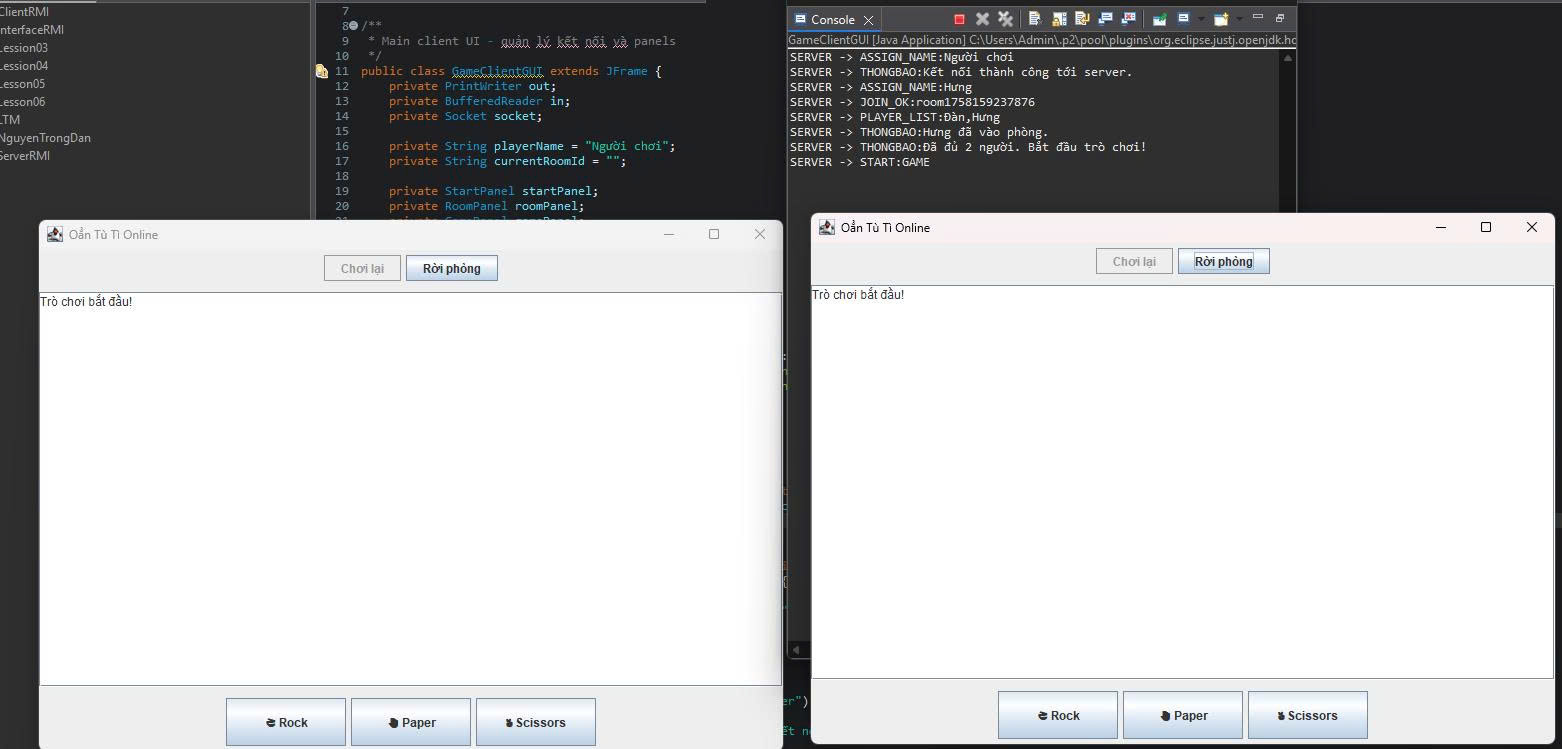 ClientRMI
InterfaceRMI
Lession03
Lession04
Lesson05
Lesson06
LTM
NguyenTrongDan
ServerRMI
7
8 /**
9 * Main client UI - quản lý kết nối và panels
10 */
11 public class GameClientGUI extends JFrame {
12 private PrintWriter out;
13 private BufferedReader in;
14 private Socket socket;
15
16 private String playerName = "Người chơi";
17 private String currentRoomId = "";
18
19 private StartPanel startPanel;
20 private RoomPanel roomPanel;
Console
GameClientGUI [Java Application] C:\Users\Admin\.p2\pool\plugins\org.eclipse.justj.openjdk.hc
SERVER -> ASSIGN_NAME:Người chơi
SERVER -> THONGBAO:Kết nối thành công tới server.
SERVER -> ASSIGN_NAME:Hưng
SERVER -> JOIN_OK:room1758159237876
SERVER -> PLAYER_LIST:Đàn,Hưng
SERVER -> THONGBAO:Hưng đã vào phòng.
SERVER -> THONGBAO:Đã đủ 2 người. Bắt đầu trò chơi!
SERVER -> START:GAME
Oẳn Tù Tì Online
Chơi lại Rời phòng
Trò chơi bắt đầu!
Rock Paper Scissors
Oẳn Tù Tì Online
Chơi lại Rời phòng
Trò chơi bắt đầu!
Rock Paper Scissors